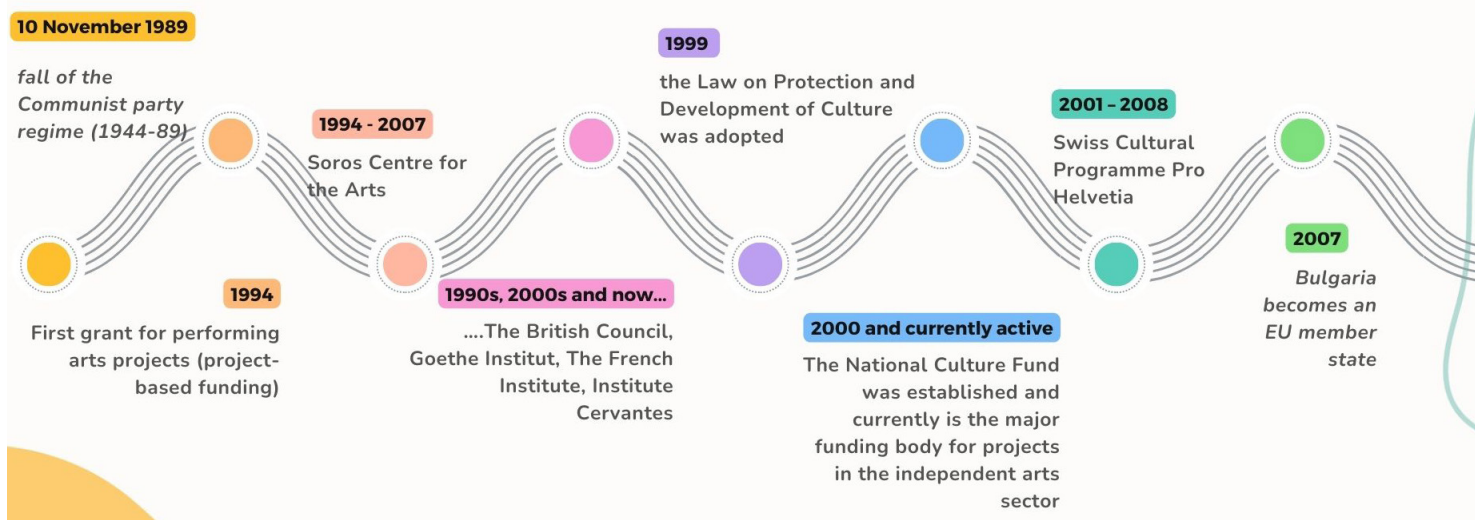 10 November 1989
fall of the
Communist party
regime (1944-89)
1994
First grant for performing
arts projects (project-
based funding)
1994 - 2007
Soros Centre for
the Arts
1990s, 2000s and now...
....The British Council,
Goethe Institut, The French
Institute, Institute
Cervantes
1999
the Law on Protection and
Development of Culture
was adopted
2000 and currently active
The National Culture Fund
was established and
currently is the major
funding body for projects
in the independent arts
sector
2001 – 2008
Swiss Cultural
Programme Pro
Helvetia
2007
Bulgaria
becomes an
EU member
state